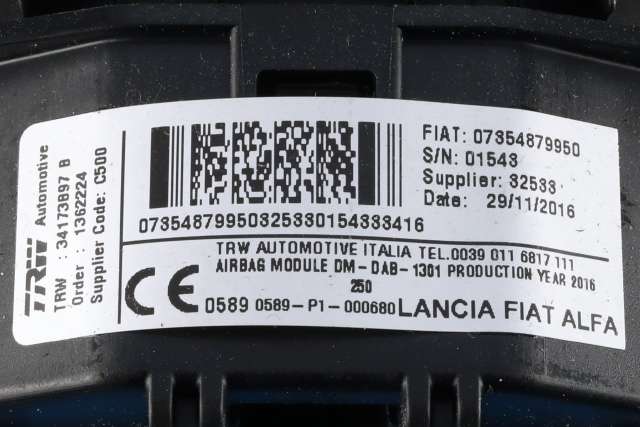 TRW Automotive
TRW : 34173B97 B
Order : 1362224
Supplier Code: C500
FIAT: 07354879950
S/N: 01543
Supplier: 32533
Date: 29/11/2016
07354879950325330154333416
TRW AUTOMOTIVE ITALIA TEL.0039 011 6817 111
AIRBAG MODULE DM-DAB-1301 PRODUCTION YEAR 2016
250
CE 0589 0589-P1-000680 LANCIA FIAT ALFA